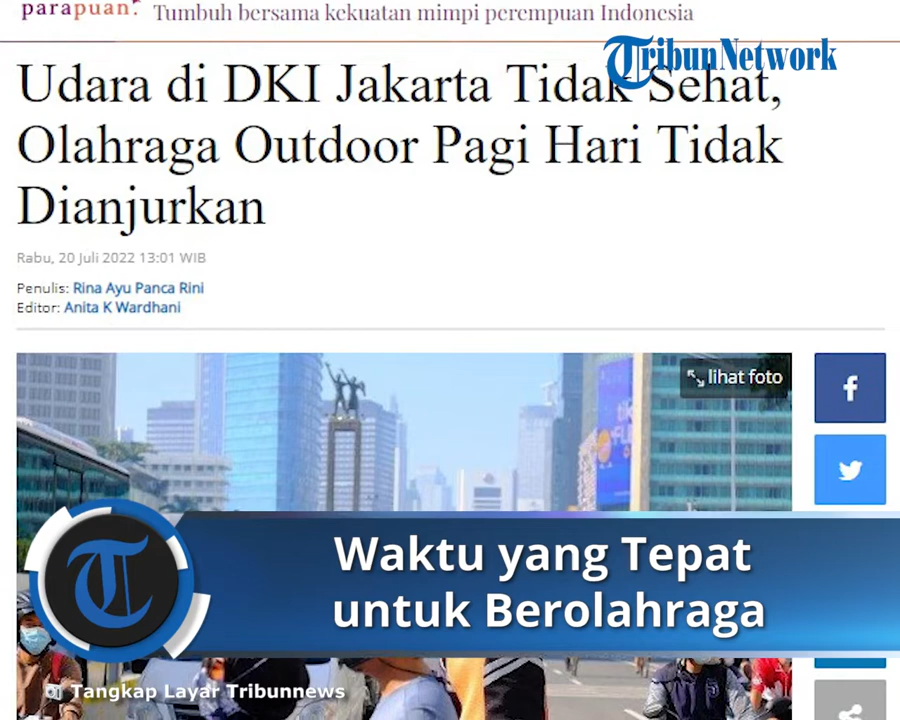 parapuan.
Tumbuh bersama kekuatan mimpi perempuan Indonesia
TribunNetwork
Udara di DKI Jakarta Tidak Sehat,
Olahraga Outdoor Pagi Hari Tidak
Dianjurkan
Rabu, 20 Juli 2022 13:01 WIB
Penulis: Rina Ayu Panca Rini
Editor: Anita K Wardhani
lihat foto
Waktu yang Tepat
untuk Berolahraga
Tangkap Layar Tribunnews